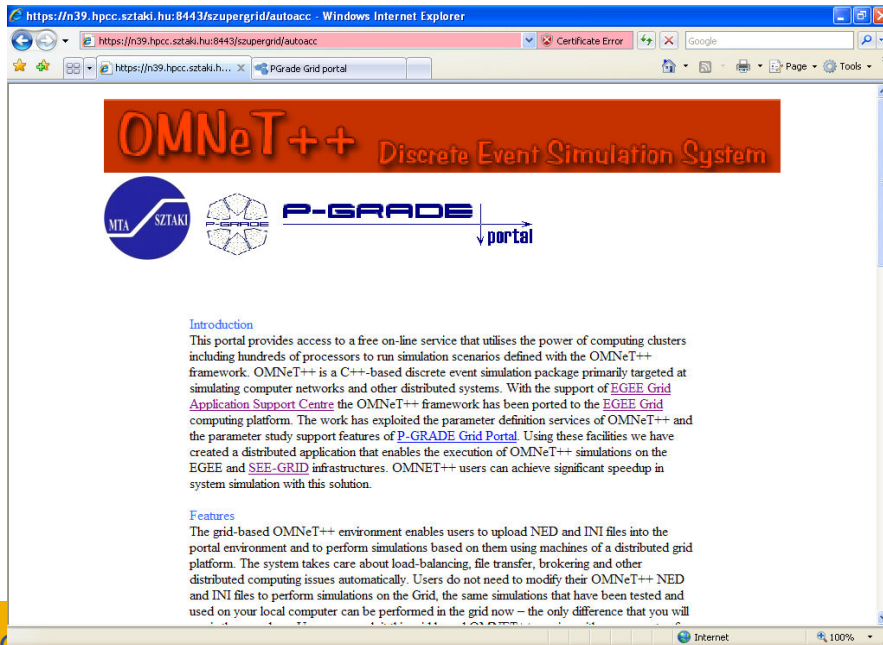 https://n39.hpcc.sztaki.hu:8443/szupergrid/autoacc - Windows Internet Explorer
https://n39.hpcc.sztaki.hu:8443/szupergrid/autoacc Certificate Error Google
https://n39.hpcc.sztaki.h... PGrade Grid portal Page Tools
OMNeT++ Discrete Event Simulation System
MTA SZTAKI
P-GRADE
P-GRADE
portal
Introduction
This portal provides access to a free on-line service that utilises the power of computing clusters
including hundreds of processors to run simulation scenarios defined with the OMNeT++
framework. OMNeT++ is a C++-based discrete event simulation package primarily targeted at
simulating computer networks and other distributed systems. With the support of EGEE Grid
Application Support Centre the OMNeT++ framework has been ported to the EGEE Grid
computing platform. The work has exploited the parameter definition services of OMNeT++ and
the parameter study support features of P-GRADE Grid Portal. Using these facilities we have
created a distributed application that enables the execution of OMNeT++ simulations on the
EGEE and SEE-GRID infrastructures. OMNET++ users can achieve significant speedup in
system simulation with this solution.
Features
The grid-based OMNeT++ environment enables users to upload NED and INI files into the
portal environment and to perform simulations based on them using machines of a distributed grid
platform. The system takes care about load-balancing, file transfer, brokering and other
distributed computing issues automatically. Users do not need to modify their OMNeT++ NED
and INI files to perform simulations on the Grid, the same simulations that have been tested and
used on your local computer can be performed in the grid now – the only difference that you will
Internet 100%